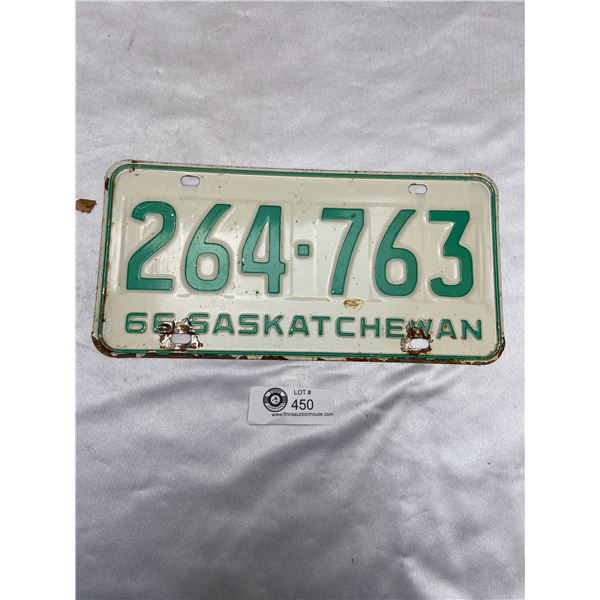 264·763
66 SASKATCHEWAN
LOT #
450
www.finnsauctionhouse.com